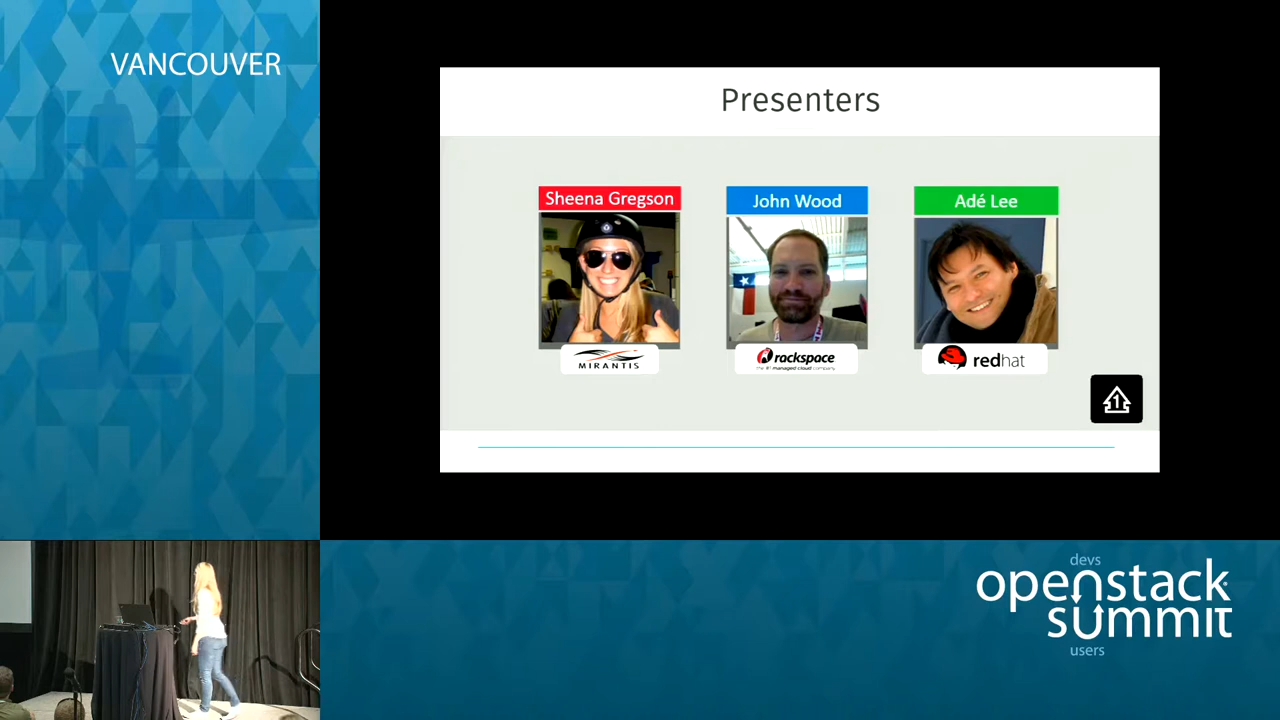 VANCOUVER
Presenters
Sheena Gregson
John Wood
Adé Lee
MIRANTIS
rackspace
the #1 managed cloud company
redhat
1
devs
openstack
summit
users